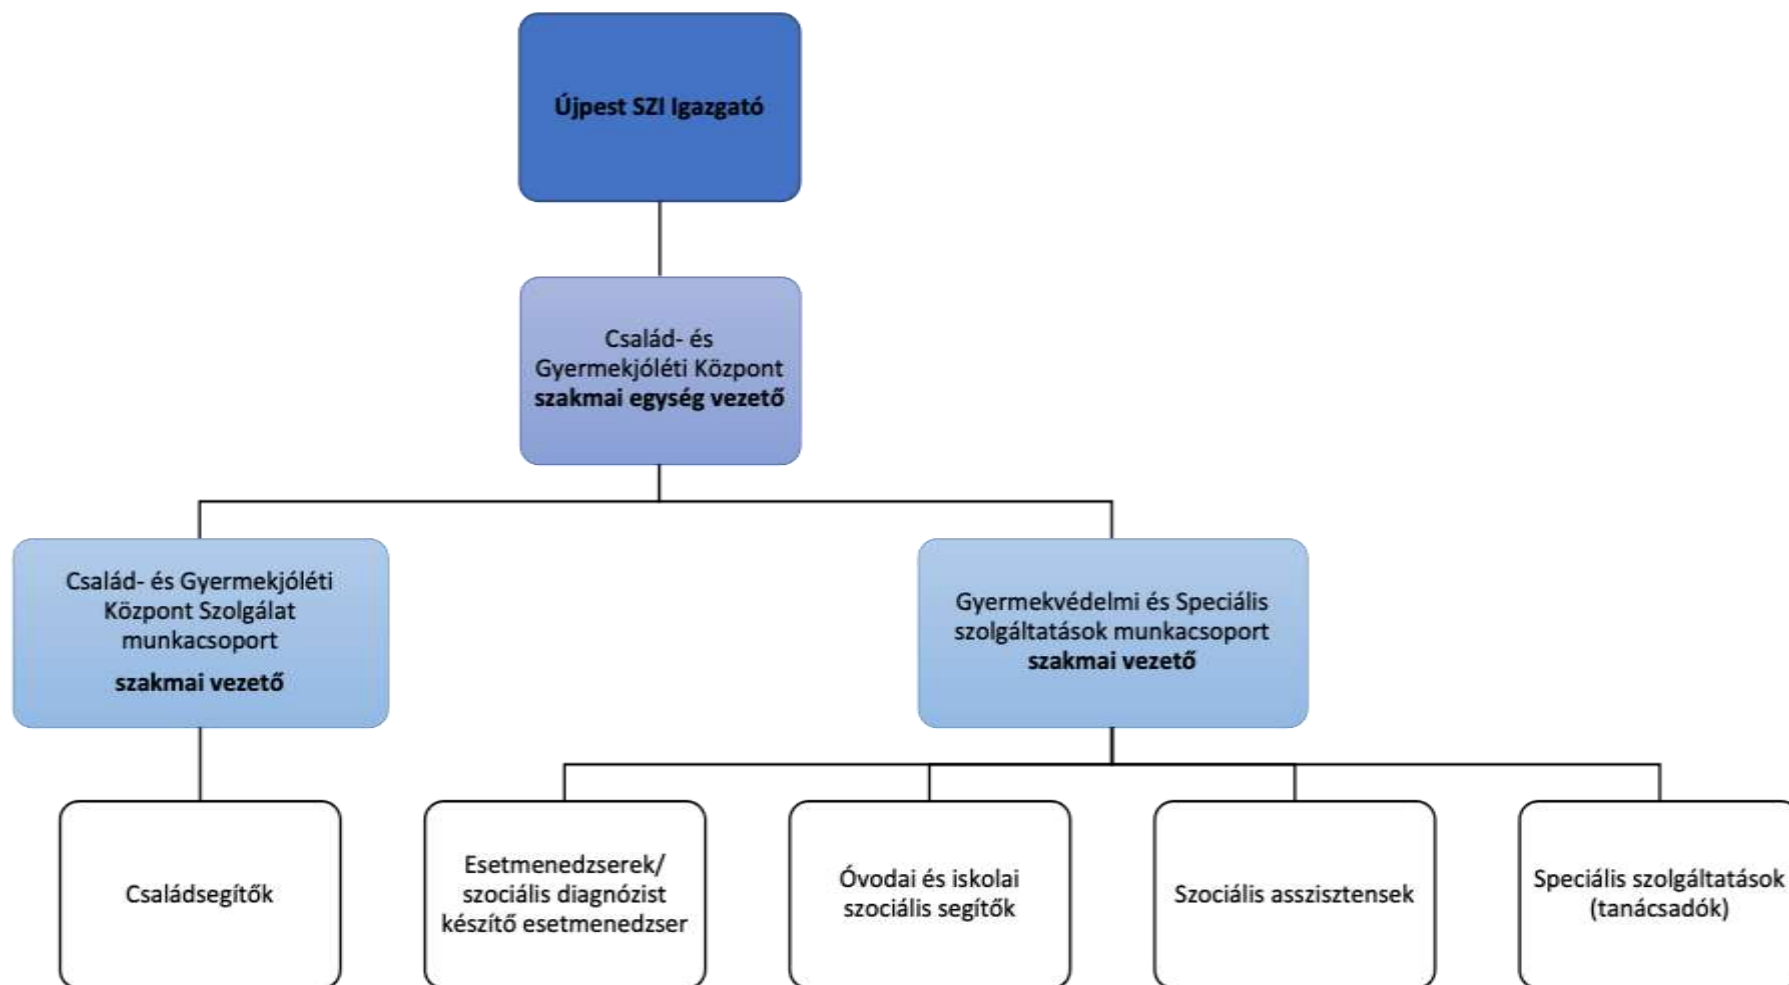 Újpest SZI Igazgató
Család- és
Gyermekjóléti Központ
szakmai egység vezető
Család- és Gyermekjóléti
Központ Szolgálat
munkacsoport
szakmai vezető
Gyermekvédelmi és Speciális
szolgáltatások munkacsoport
szakmai vezető
Családsegítők
Esetmenedzserek/
szociális diagnózist
készítő esetmenedzser
Óvodai és iskolai
szociális segítők
Szociális asszisztensek
Speciális szolgáltatások
(tanácsadók)